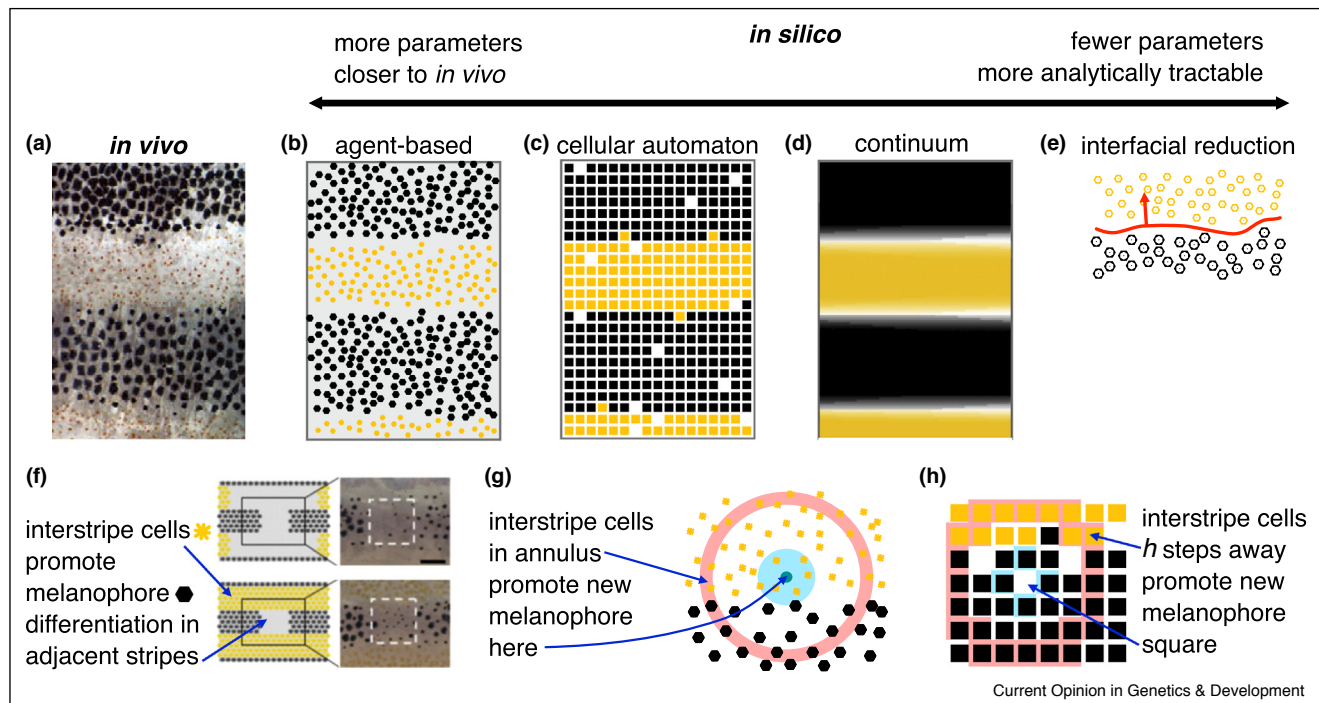 in silico
more parameters
closer to in vivo
fewer parameters
more analytically tractable
(a)
in vivo
(b)
agent-based
(c)
cellular automaton
(d)
continuum
(e)
interfacial reduction
(f)
interstripe cells
promote
melanophore
differentiation in
adjacent stripes
(g)
interstripe cells
in annulus
promote new
melanophore
here
(h)
interstripe cells
h steps away
promote new
melanophore
square
Current Opinion in Genetics & Development